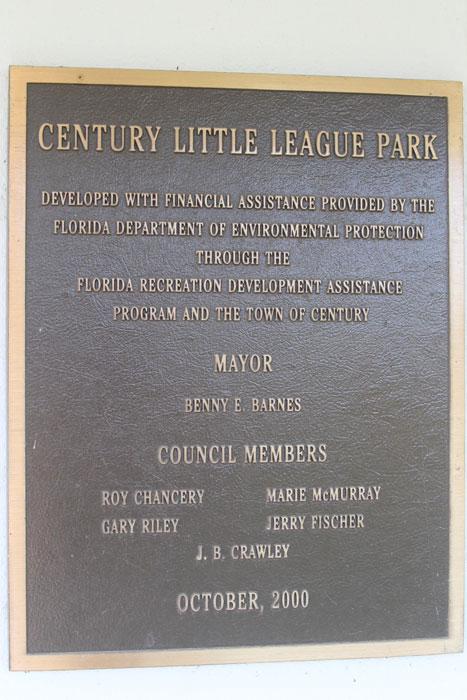 CENTURY LITTLE LEAGUE PARK
DEVELOPED WITH FINANCIAL ASSISTANCE PROVIDED BY THE
FLORIDA DEPARTMENT OF ENVIRONMENTAL PROTECTION
THROUGH THE
FLORIDA RECREATION DEVELOPMENT ASSISTANCE
PROGRAM AND THE TOWN OF CENTURY
MAYOR
BENNY E. BARNES
COUNCIL MEMBERS
ROY CHANCERY MARIE McMURRAY
GARY RILEY JERRY FISCHER
J. B. CRAWLEY
OCTOBER, 2000